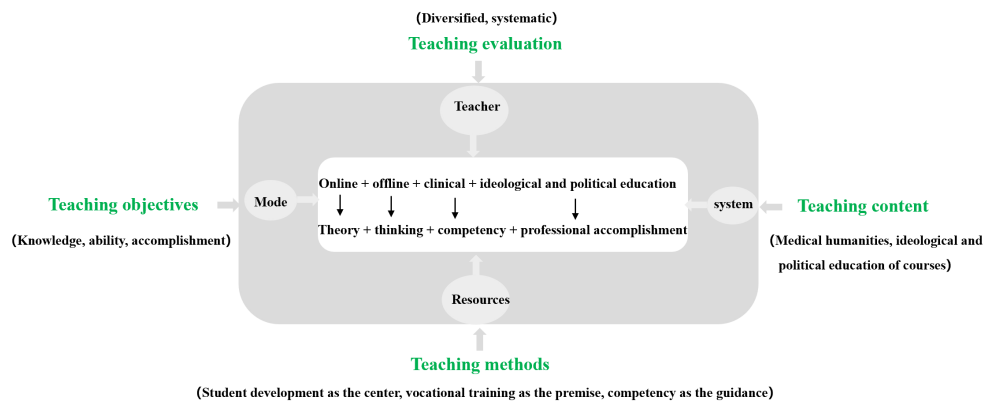 (Diversified, systematic)
Teaching evaluation
Teacher
Online + offline + clinical + ideological and political education
Mode
system
Teaching objectives
Teaching content
Theory + thinking + competency + professional accomplishment
(Knowledge, ability, accomplishment)
(Medical humanities, ideological and
political education of courses)
Resources
Teaching methods
(Student development as the center, vocational training as the premise, competency as the guidance)